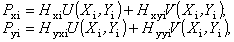 P_{xi} = H_{xxi}U(X_i, Y_i) + H_{xyi}V(X_i, Y_i),
P_{yi} = H_{yxi}U(X_i, Y_i) + H_{yyi}V(X_i, Y_i),